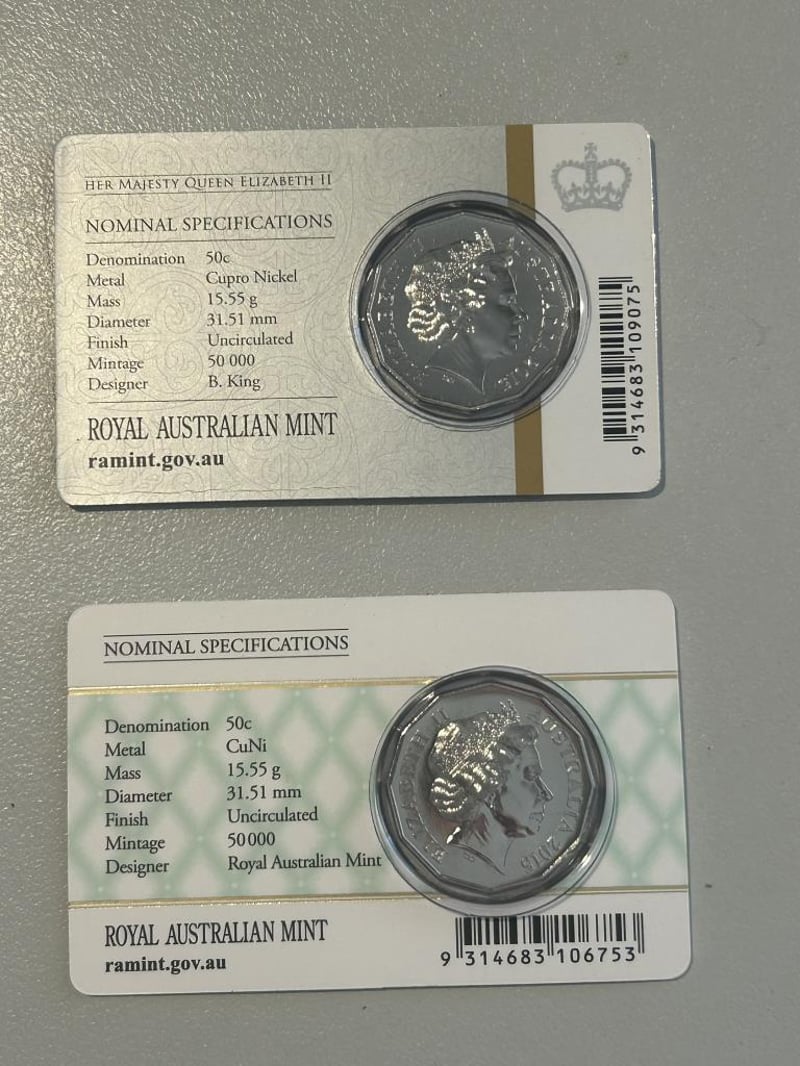 HER MAJESTY QUEEN ELIZABETH II
NOMINAL SPECIFICATIONS
Denomination 50c
Metal Cupro Nickel
Mass 15.55 g
Diameter 31.51 mm
Finish Uncirculated
Mintage 50 000
Designer B. King
ROYAL AUSTRALIAN MINT
ramint.gov.au
9 314683 109075
NOMINAL SPECIFICATIONS
Denomination 50c
Metal CuNi
Mass 15.55 g
Diameter 31.51 mm
Finish Uncirculated
Mintage 50 000
Designer Royal Australian Mint
ELIZABETH II AUSTRALIA
ROYAL AUSTRALIAN MINT
ramint.gov.au
9 314683 106753